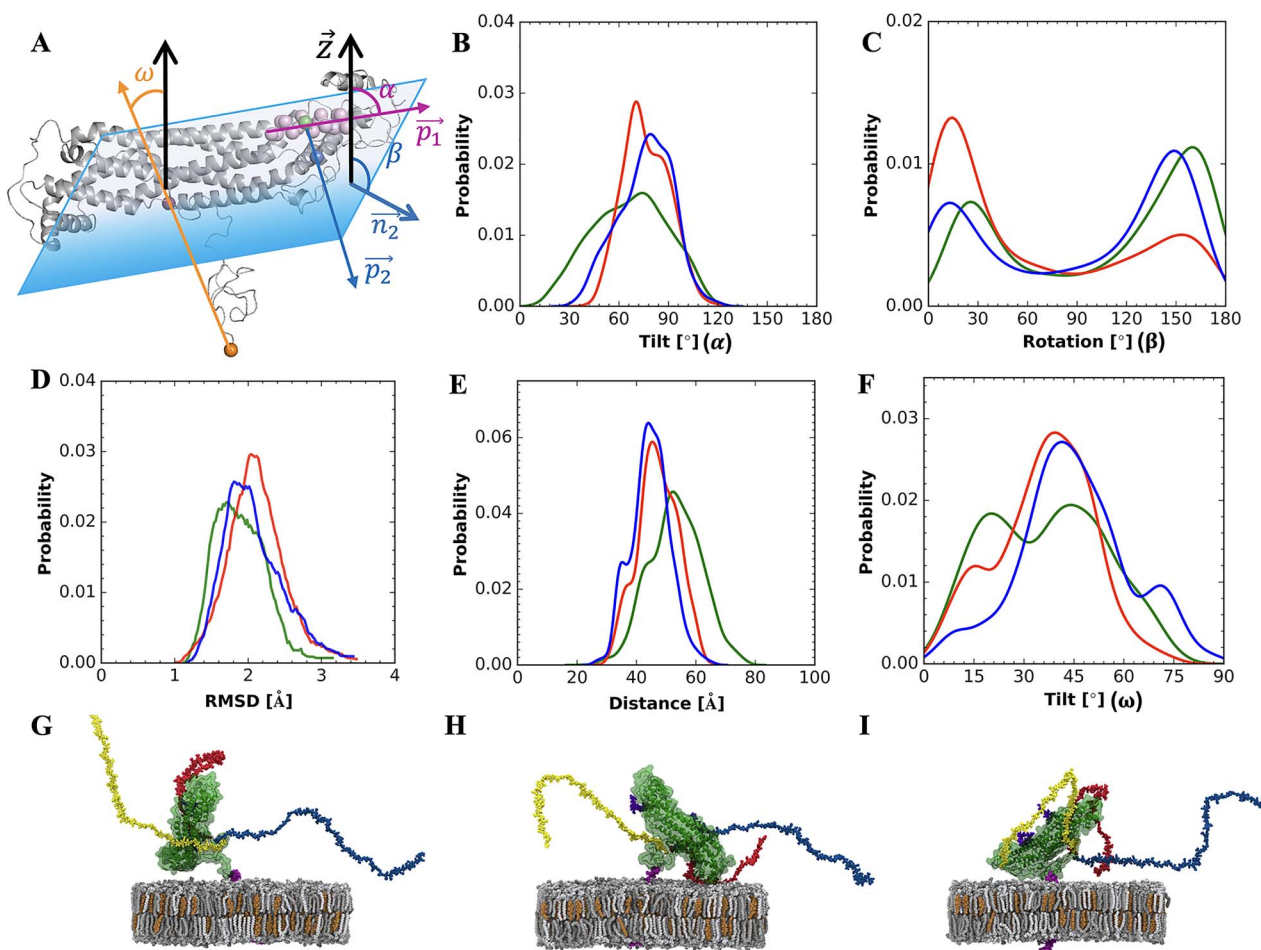 A
ω
Z
α
p1
β
n2
p2
B
Probability
0.04
0.03
0.02
0.01
0.00
0 30 60 90 120 150 180
Tilt [°] (α)
C
Probability
0.02
0.01
0.00
0 30 60 90 120 150 180
Rotation [°] (β)
D
Probability
0.04
0.03
0.02
0.01
0.00
0 1 2 3 4
RMSD [Å]
E
Probability
0.06
0.04
0.02
0.00
0 20 40 60 80 100
Distance [Å]
F
Probability
0.03
0.02
0.01
0.00
0 15 30 45 60 75 90
Tilt [°] (ω)
G
H
I